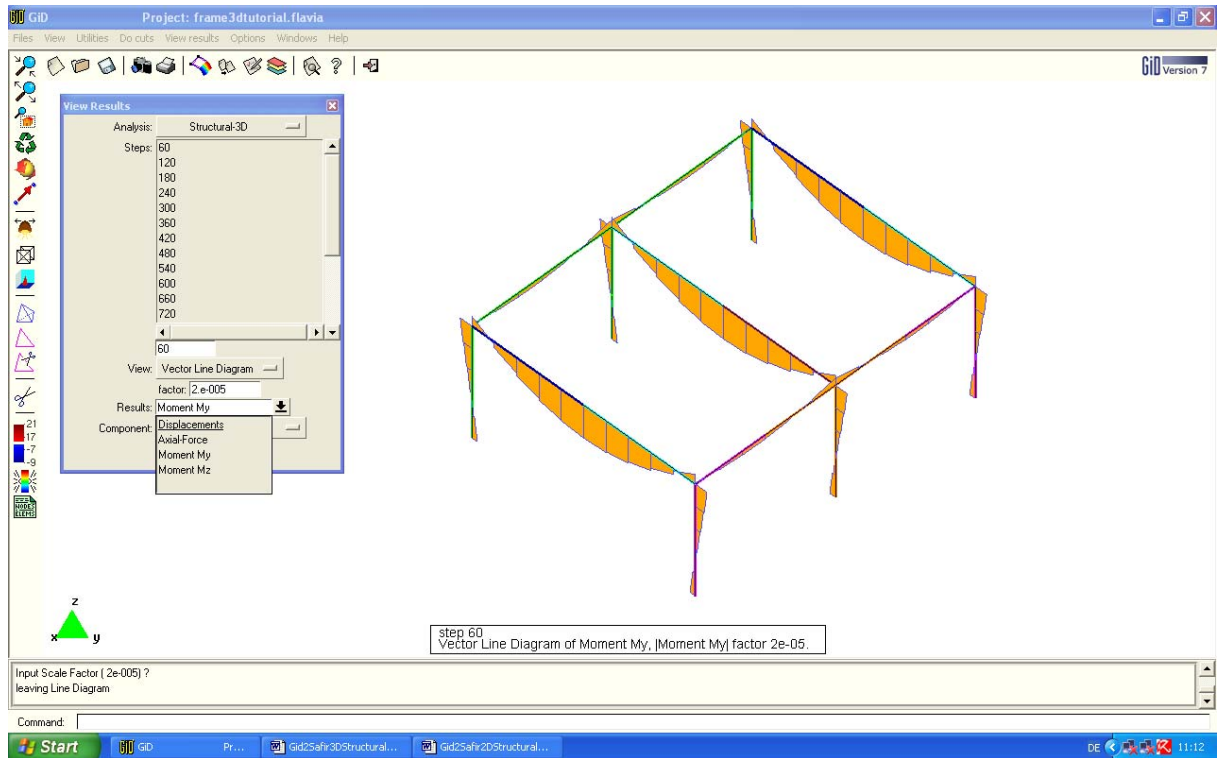 GiD Project: frame3dtutorial.flavia
Files View Utilities Do cuts View results Options Windows Help
GiD Version 7
View Results
Analysis: Structural-3D
Steps: 60
120
180
240
300
360
420
480
540
600
660
720
60
View: Vector Line Diagram
factor: 2.e-005
Results: Moment My
Component: Displacements
Axial-Force
Moment My
Moment Mz
21
17
-7
-9
NODES
ELEMS
z
x y
step 60
Vector Line Diagram of Moment My, |Moment My| factor 2e-05.
Input Scale Factor ( 2e-005) ?
leaving Line Diagram
Command:
Start GiD Pr... Gid2Safir3DStructural... Gid2Safir2DStructural... DE 11:12